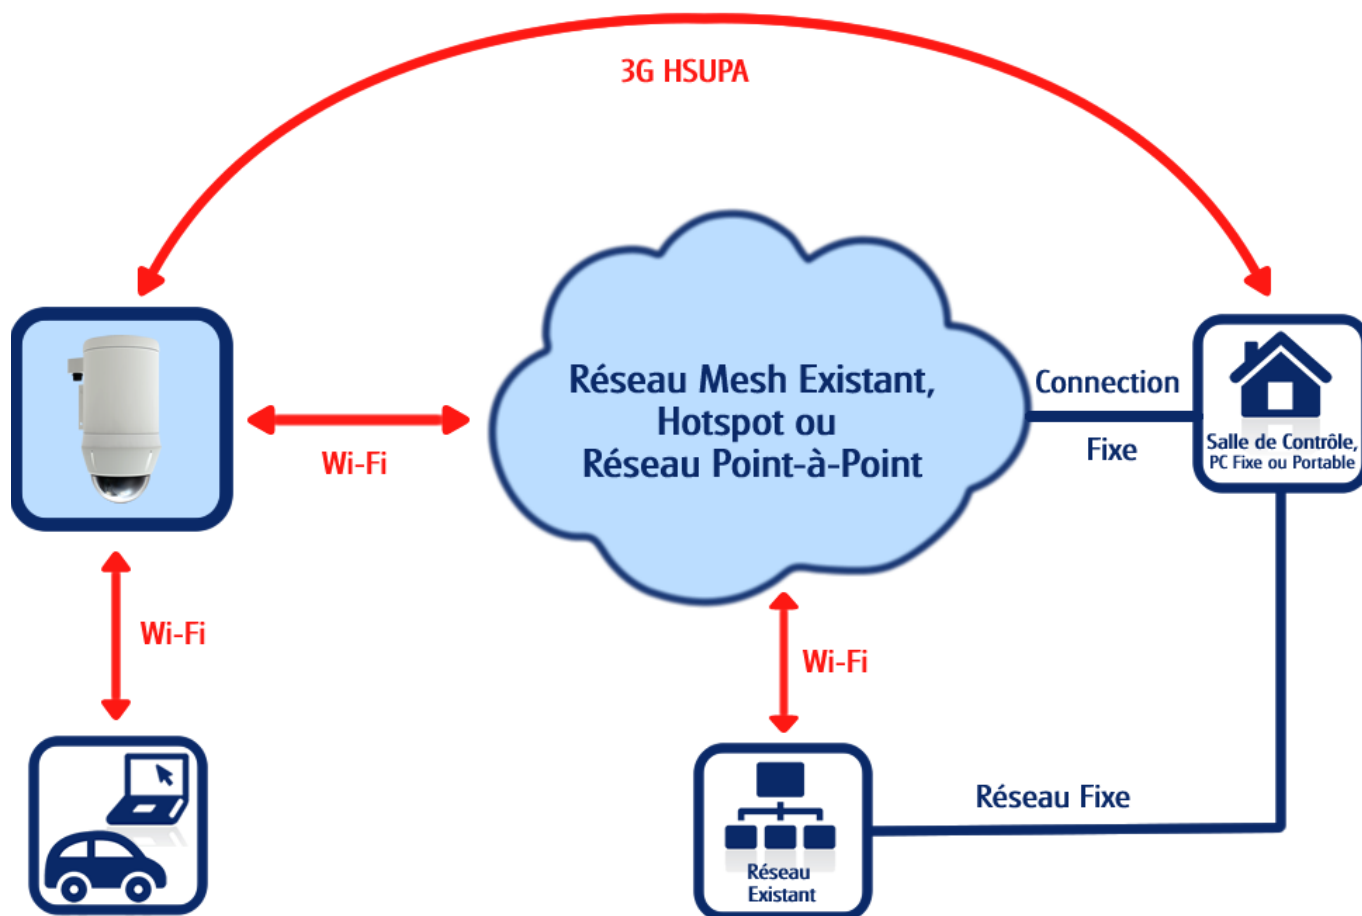 3G HSUPA
Réseau Mesh Existant,
Hotspot ou
Réseau Point-à-Point
Connection
Fixe
Salle de Contrôle,
PC Fixe ou Portable
Wi-Fi
Wi-Fi
Wi-Fi
Réseau Fixe
Réseau
Existant